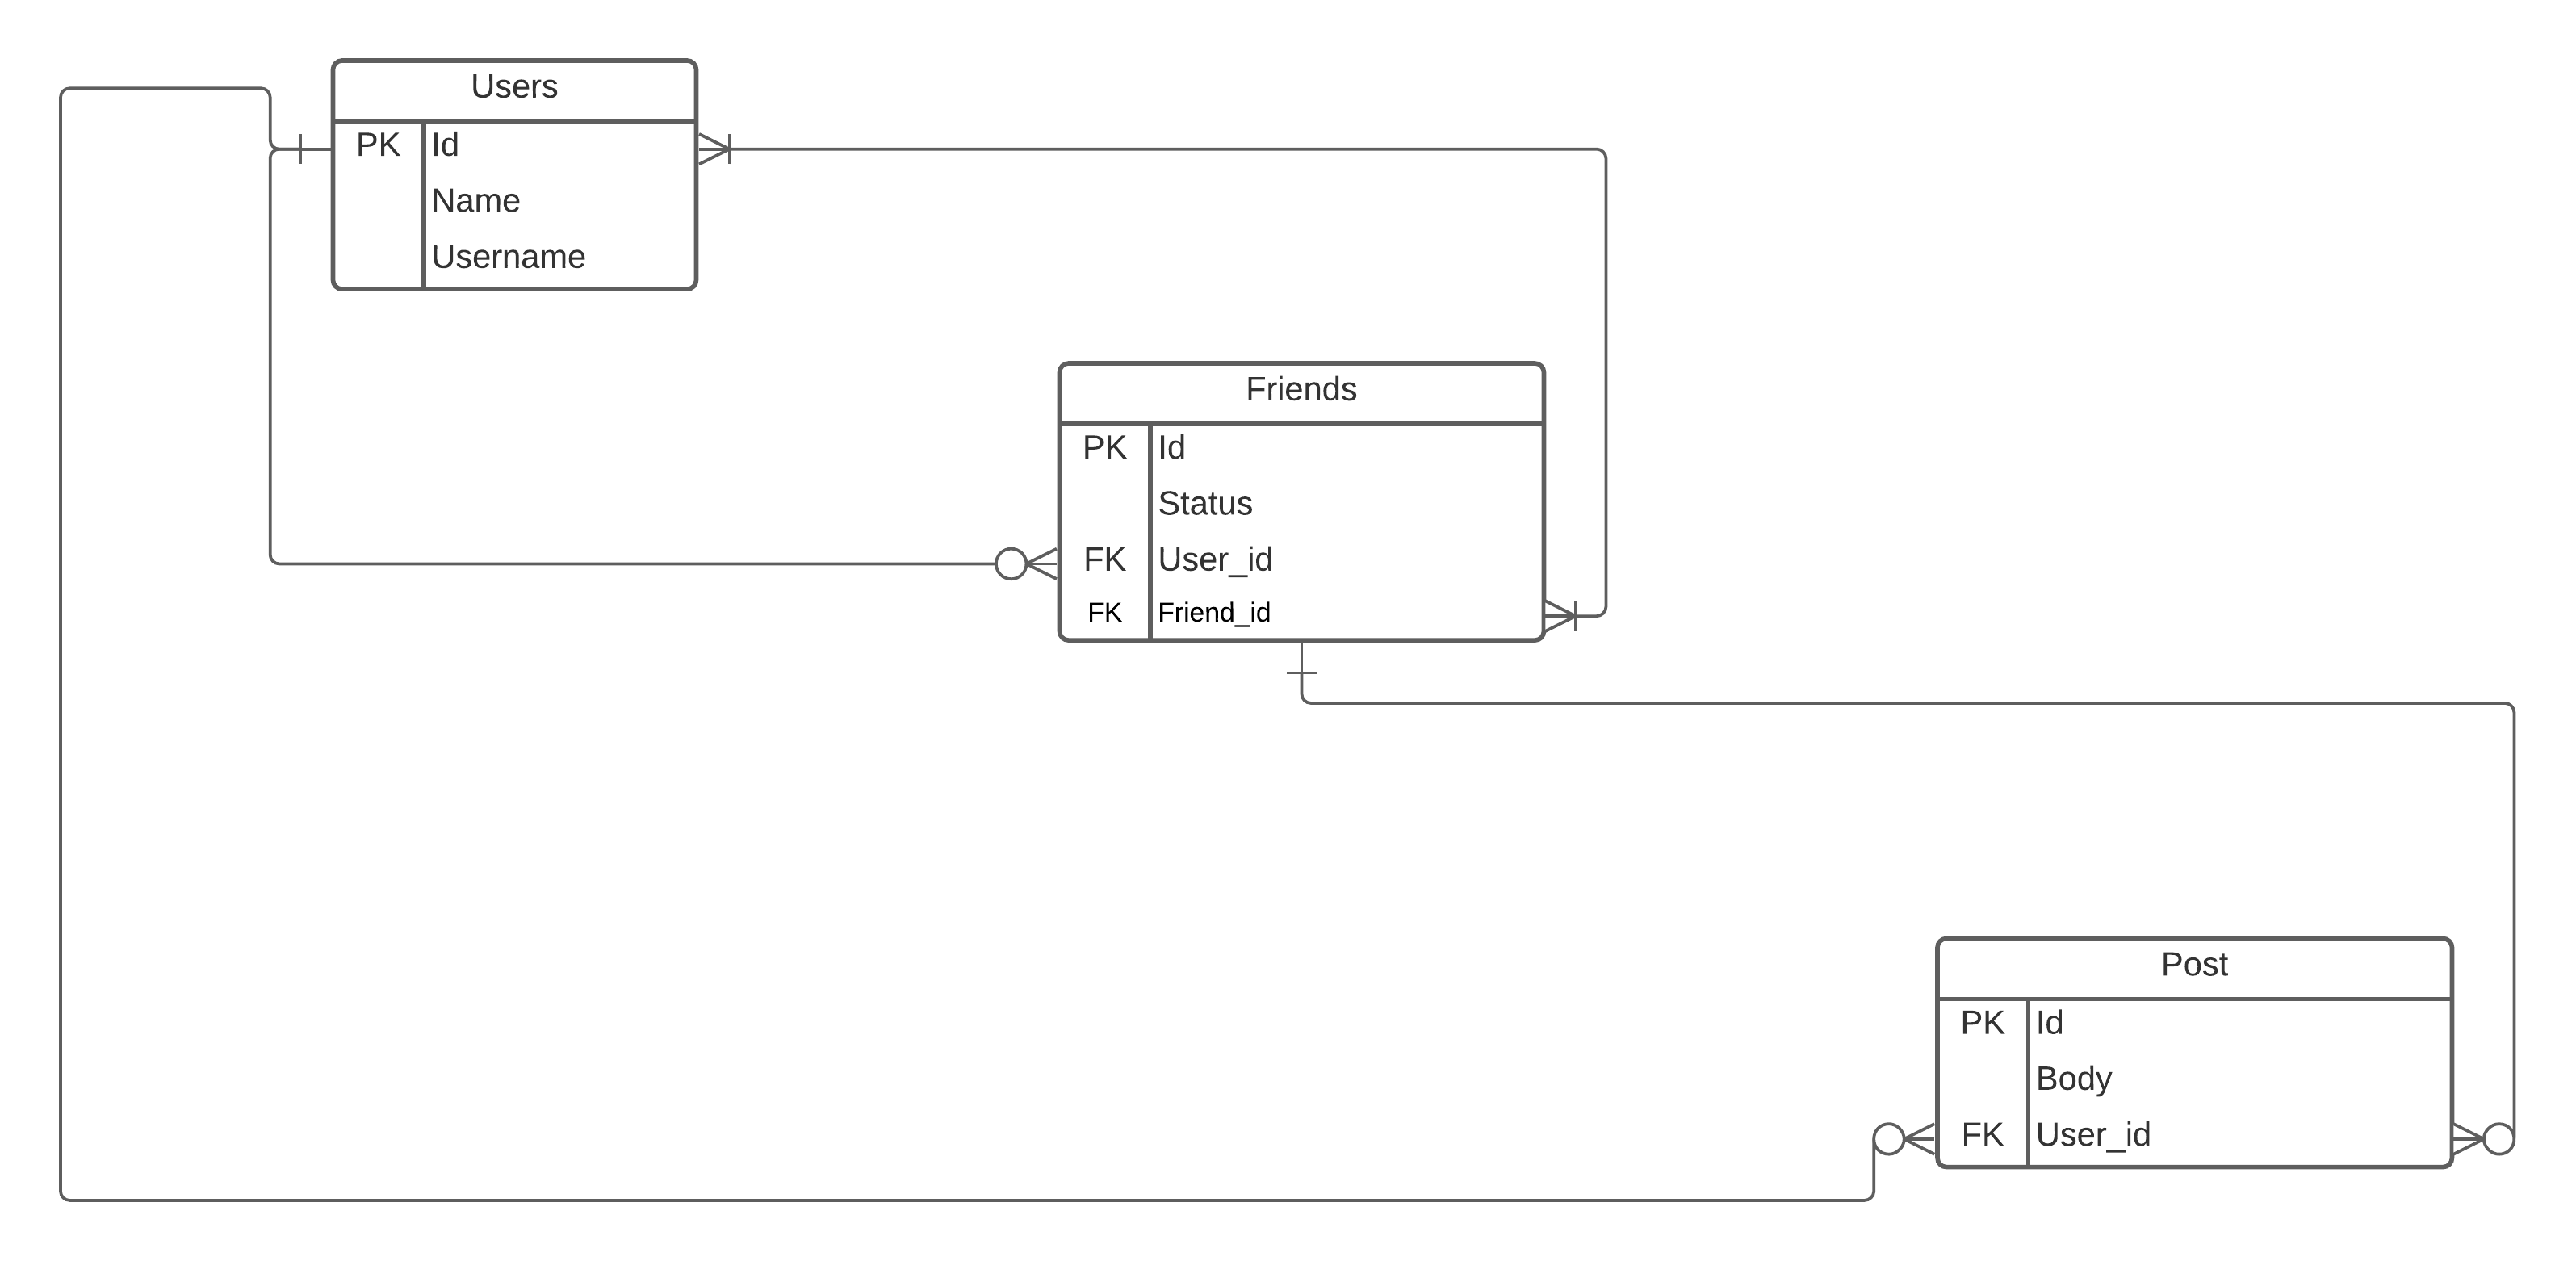 Users
PK Id
Name
Username
Friends
PK Id
Status
FK User_id
FK Friend_id
Post
PK Id
Body
FK User_id